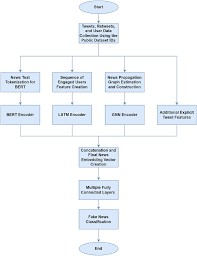 Start
Tweets, Retweets,
and User Data
Collection Using the
Public Dataset IDs
News Text
Tokenization for
BERT
Sequence of
Engaged Users
Feature Creation
News Propagation
Graph Estimation
and Construction
BERT Encoder
LSTM Encoder
GNN Encoder
Additional Explicit
Tweet Features
Concatenation and
Final News
Embedding Vector
Creation
Multiple Fully
Connected Layers
Fake News
Classification
End